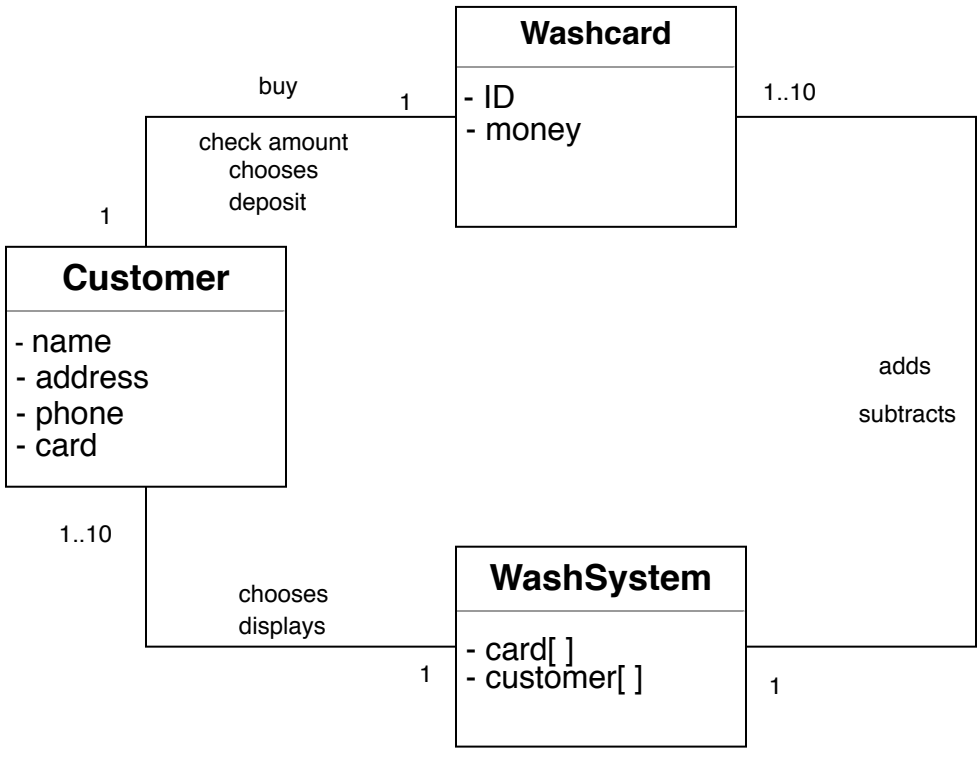 Washcard
- ID
- money
buy
1
1..10
check amount
chooses
deposit
1
Customer
- name
- address
- phone
- card
adds
subtracts
1..10
chooses
displays
1
WashSystem
- card[ ]
- customer[ ]
1